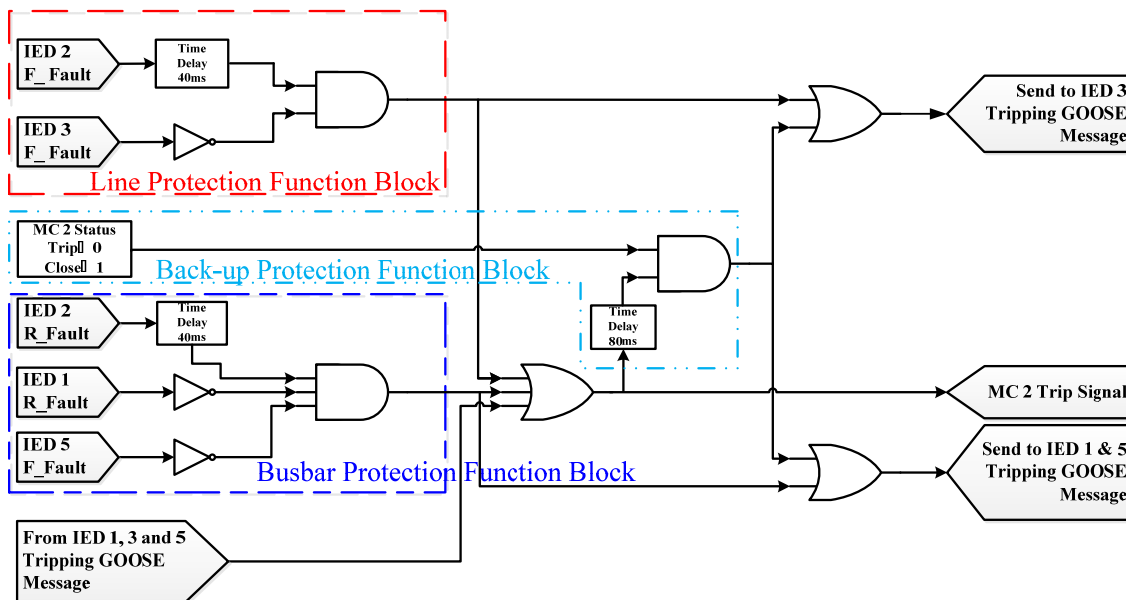 IED 2
F_ Fault
Time
Delay
40ms
IED 3
F_ Fault
Line Protection Function Block
Send to IED 3
Tripping GOOSE
Message
MC 2 Status
Trip▯ 0
Close▯ 1
Back-up Protection Function Block
Time
Delay
80ms
IED 2
R_Fault
Time
Delay
40ms
IED 1
R_Fault
IED 5
F_Fault
Busbar Protection Function Block
MC 2 Trip Signal
Send to IED 1 & 5
Tripping GOOSE
Message
From IED 1, 3 and 5
Tripping GOOSE
Message